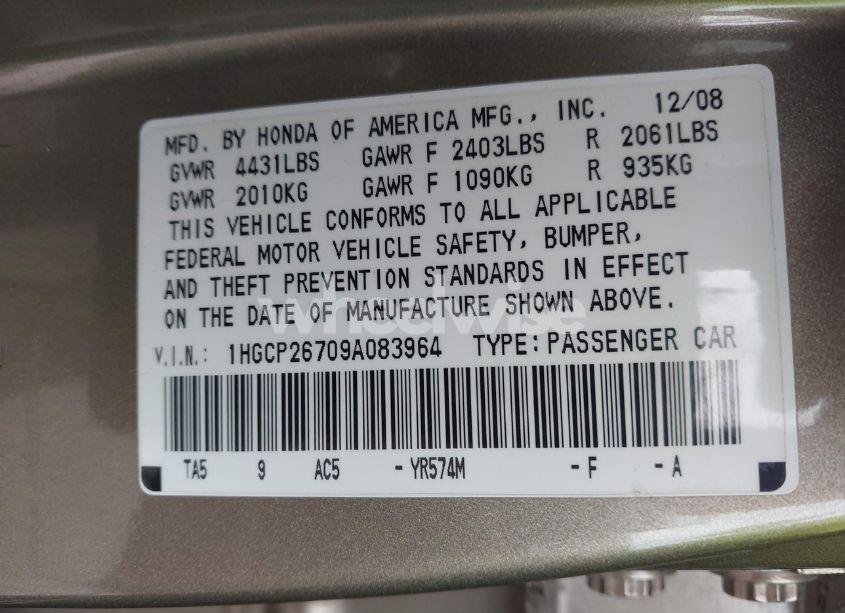 MFD. BY HONDA OF AMERICA MFG., INC. 12/08
GVWR 4431LBS GAWR F 2403LBS R 2061LBS
GVWR 2010KG GAWR F 1090KG R 935KG
THIS VEHICLE CONFORMS TO ALL APPLICABLE
FEDERAL MOTOR VEHICLE SAFETY, BUMPER,
AND THEFT PREVENTION STANDARDS IN EFFECT
ON THE DATE OF MANUFACTURE SHOWN ABOVE.
wheelwise
V.I.N.: 1HGCP26709A083964 TYPE: PASSENGER CAR
TA5 9 AC5 -YR574M -F -A